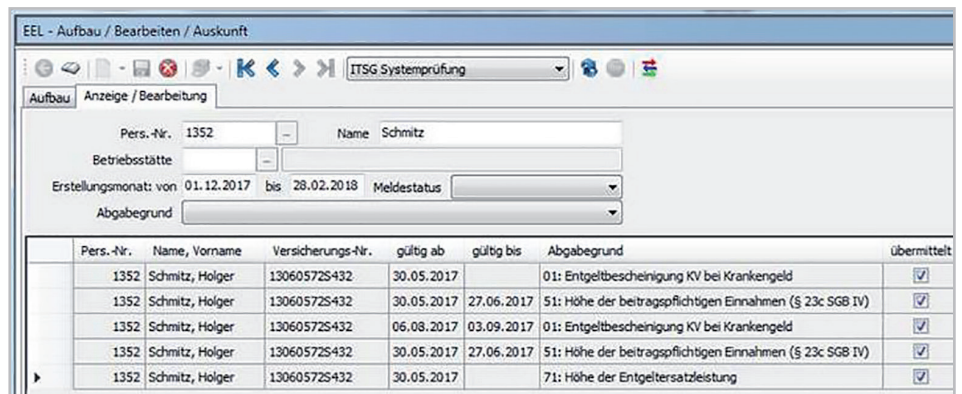 EEL - Aufbau / Bearbeiten / Auskunft
ITSG Systemprüfung
Aufbau Anzeige / Bearbeitung
Pers.-Nr. 1352 ... Name Schmitz
Betriebsstätte ...
Erstellungsmonat: von 01.12.2017 bis 28.02.2018 Meldestatus
Abgabegrund
Pers.-Nr. Name, Vorname Versicherungs-Nr. gültig ab gültig bis Abgabegrund übermittelt
1352 Schmitz, Holger 13060572S432 30.05.2017 01: Entgeltbescheinigung KV bei Krankengeld
1352 Schmitz, Holger 13060572S432 30.05.2017 27.06.2017 51: Höhe der beitragspflichtigen Einnahmen (§ 23c SGB IV)
1352 Schmitz, Holger 13060572S432 06.08.2017 03.09.2017 01: Entgeltbescheinigung KV bei Krankengeld
1352 Schmitz, Holger 13060572S432 30.05.2017 27.06.2017 51: Höhe der beitragspflichtigen Einnahmen (§ 23c SGB IV)
1352 Schmitz, Holger 13060572S432 30.05.2017 71: Höhe der Entgeltersatzleistung